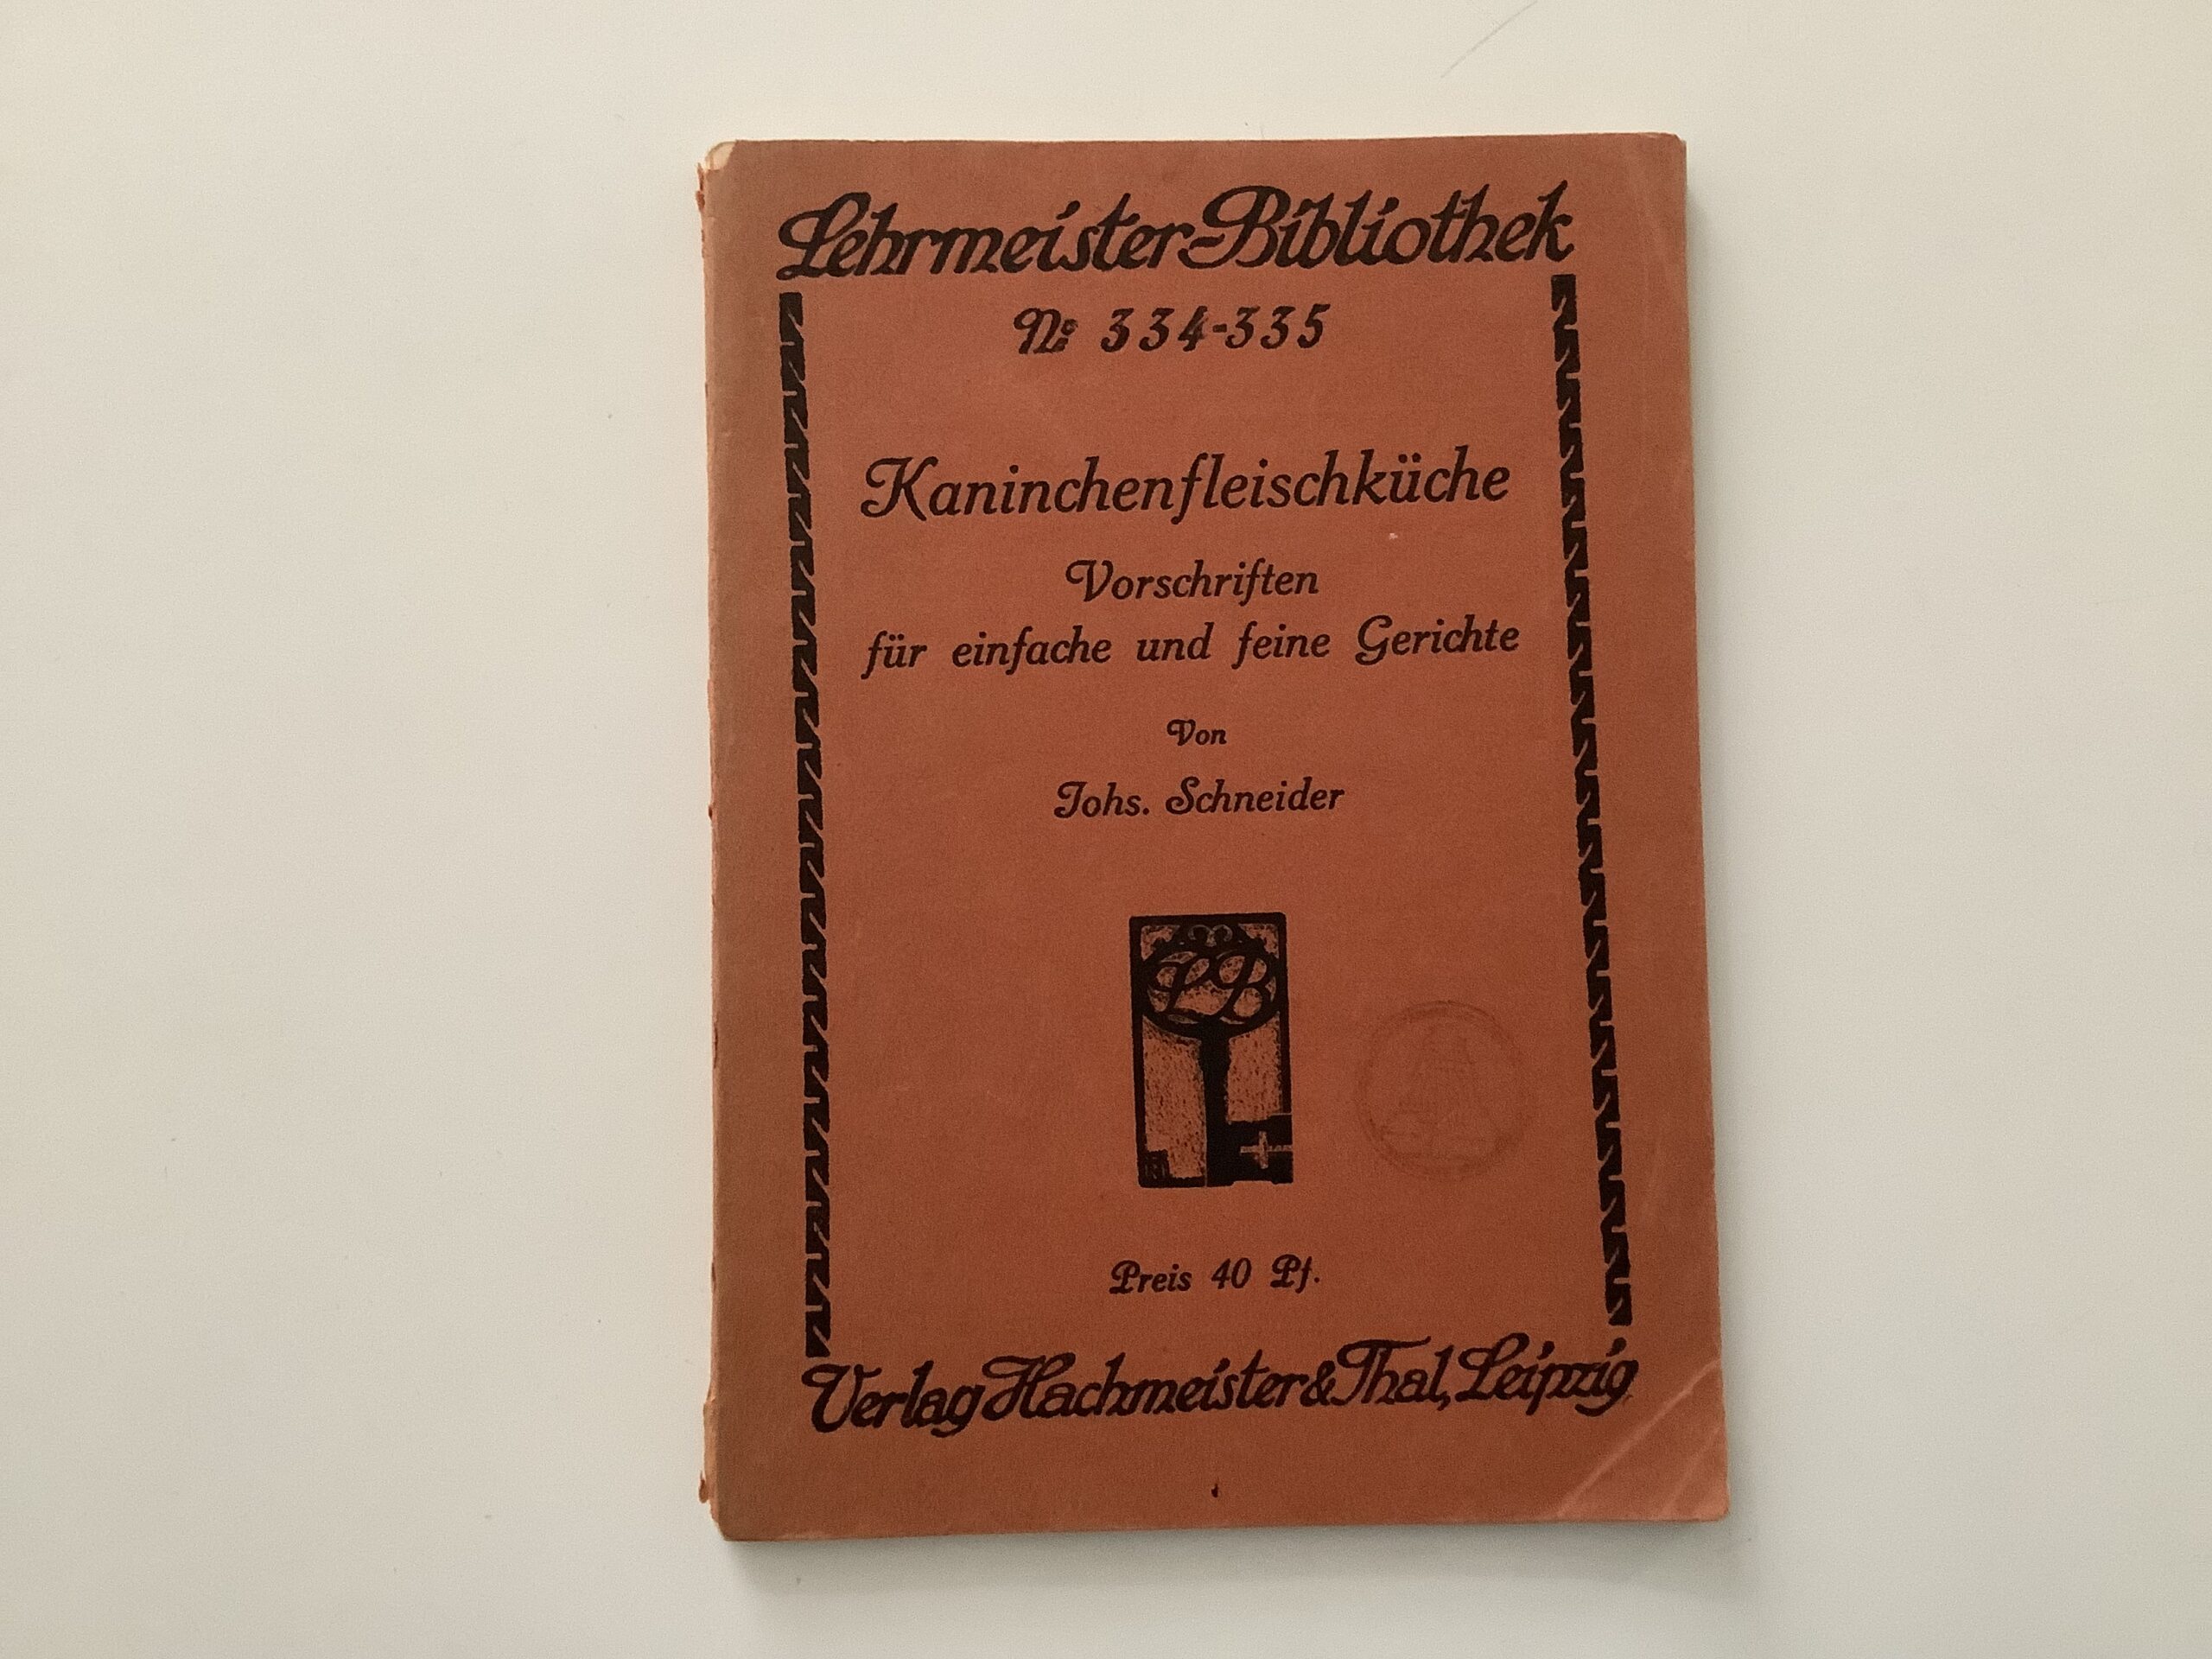 Lehrmeister-Bibliothek
No 334-335
Kaninchenfleischküche
Vorschriften
für einfache und feine Gerichte
Von
Johs. Schneider
LB
Preis 40 Pf.
Verlag Hachmeister & Thal, Leipzig